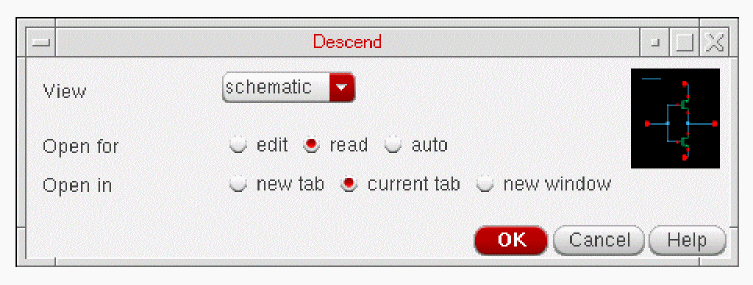 Descend
View schematic
Open for edit read auto
Open in new tab current tab new window
OK Cancel Help